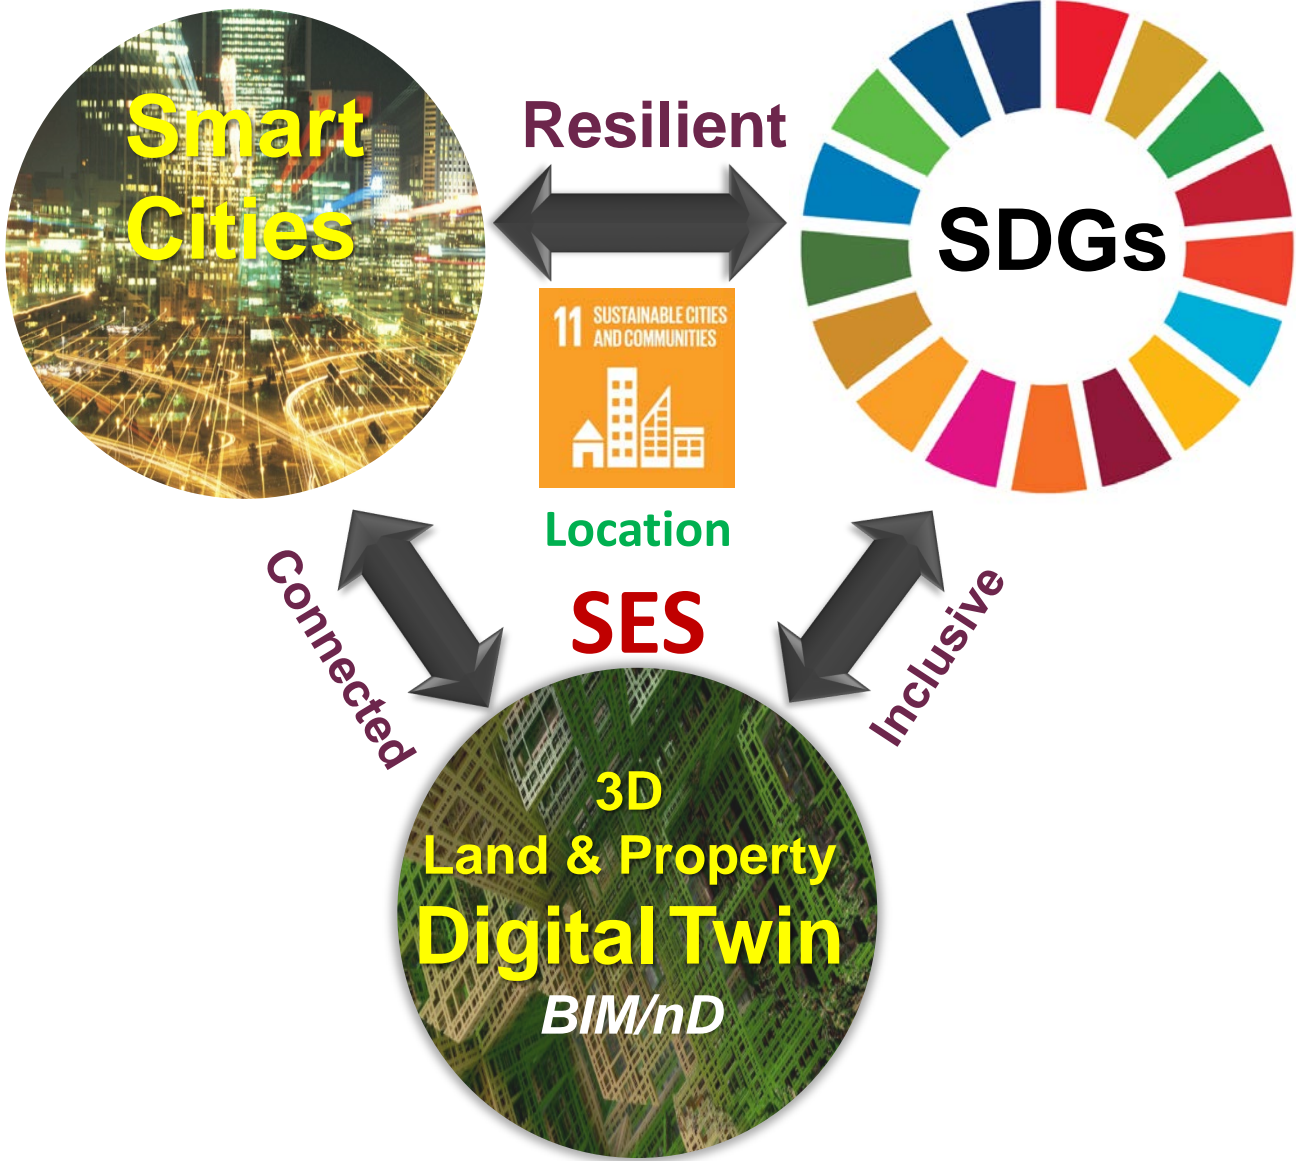 Smart
Cities
Resilient
SDGs
11 SUSTAINABLE CITIES
AND COMMUNITIES
Location
SES
Connected
Inclusive
3D
Land & Property
Digital Twin
BIM/nD